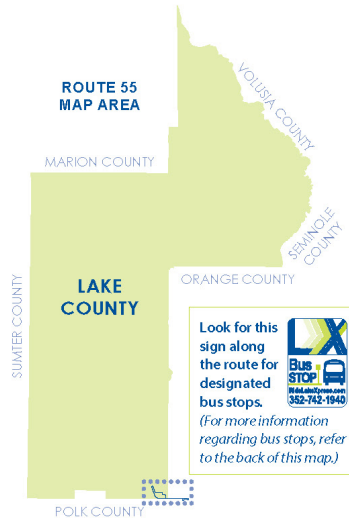 ROUTE 55
MAP AREA
VOLUSIA COUNTY
MARION COUNTY
SEMINOLE
COUNTY
ORANGE COUNTY
SUMTER COUNTY
LAKE
COUNTY
Look for this
sign along
the route for
designated
bus stops.
(For more information
regarding bus stops, refer
to the back of this map.)
LX
Bus
STOP
RideLakeXpress.com
352-742-1940
POLK COUNTY